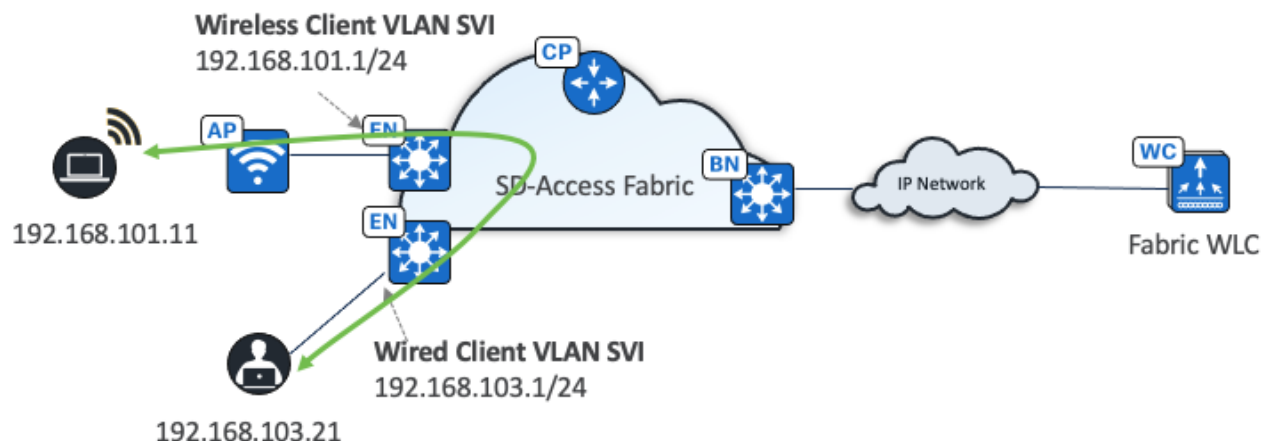 Wireless Client VLAN SVI
192.168.101.1/24
CP
AP
EN
BN
WC
SD-Access Fabric
IP Network
192.168.101.11
EN
Fabric WLC
Wired Client VLAN SVI
192.168.103.1/24
192.168.103.21